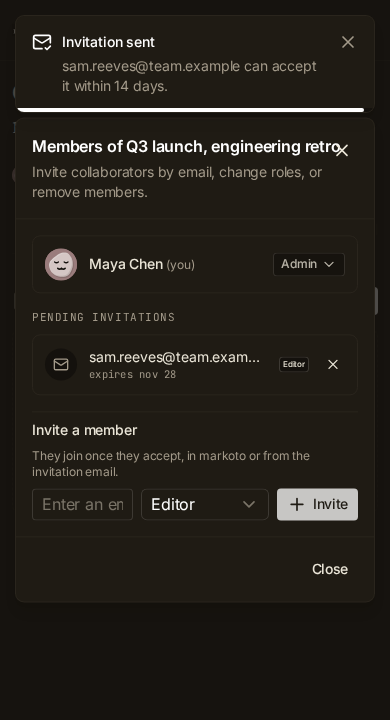 Invitation sent
sam.reeves@team.example can accept
it within 14 days.
Members of Q3 launch, engineering retro
Invite collaborators by email, change roles, or
remove members.
Maya Chen (you)
Admin
PENDING INVITATIONS
sam.reeves@team.exam...
Editor
expires nov 28
Invite a member
They join once they accept, in markoto or from the
invitation email.
Enter an en
Editor
Invite
Close